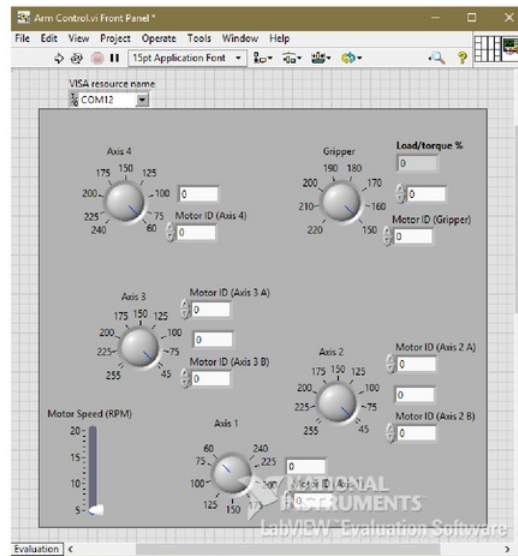 Arm Control.vi Front Panel *
File Edit View Project Operate Tools Window Help
15pt Application Font
VISA resource name
COM12
Axis 4
175 150 125
200 100 0
225 75
240 60
Motor ID (Axis 4)
0
Gripper
190 180
170
210 160
220 150
Load/torque %
0
0
Motor ID (Gripper)
0
Axis 3
175 150 125
200 100
225 75
255 45
Motor ID (Axis 3 A)
0
0
Motor ID (Axis 3 B)
0
Axis 2
175 150 125
200 100
225 75
255 45
Motor ID (Axis 2 A)
0
0
Motor ID (Axis 2 B)
0
Motor Speed (RPM)
20
15
10
5
Axis 1
60 240
75 225
100 200
125 150 175
0
Motor ID (Axis
NATIONAL
INSTRUMENTS
LabVIEW Evaluation Software
Evaluation